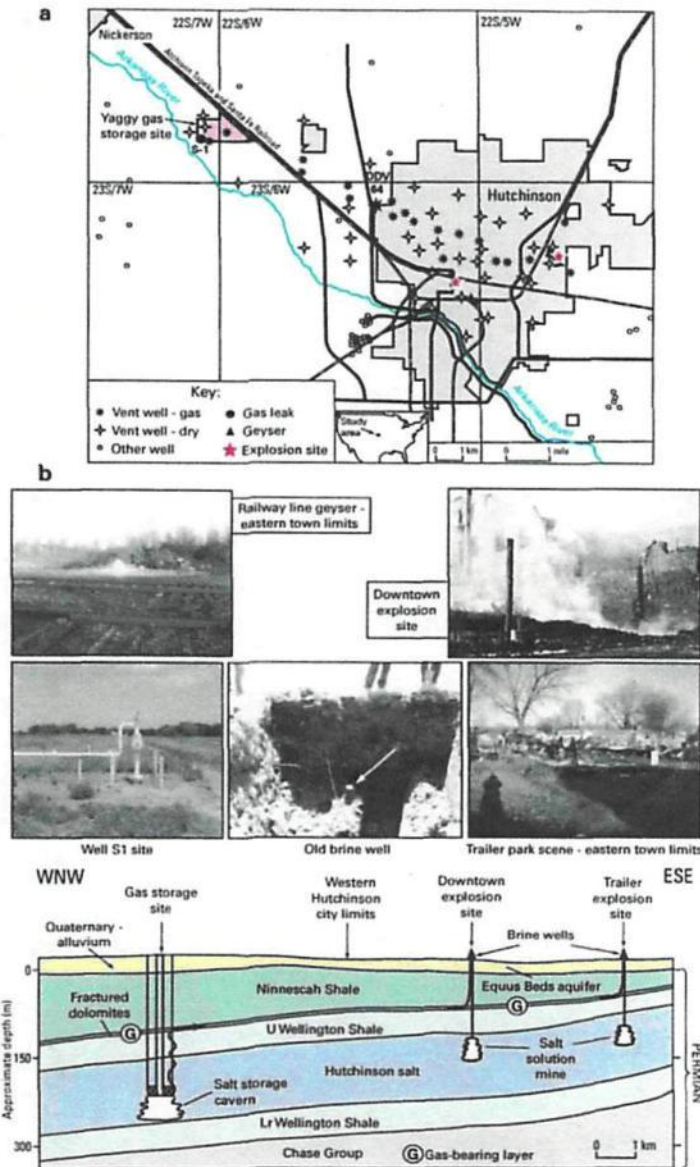 a
22S/7W
22S/6W
22S/5W
Nickerson
Arkansas River
Atchison Topeka and Santa Fe Railroad
Yaggy gas
storage site
S-1
DDV
64
Hutchinson
23S/7W
23S/6W
Key:
Vent well - gas
Gas leak
Vent well - dry
Geyser
Other well
Explosion site
Study
area
0 1 km
0 1 mile
Arkansas River
b
Railway line geyser -
eastern town limits
Downtown
explosion
site
Well S1 site
Old brine well
Trailer park scene - eastern town limits
WNW
ESE
Gas storage
site
Western
Hutchinson
city limits
Downtown
explosion
site
Trailer
explosion
site
Quaternary -
alluvium
Brine wells
0
Ninnescah Shale
Equus Beds aquifer
Fractured
dolomites
G
G
U Wellington Shale
150
Salt
solution
mine
Hutchinson salt
Salt storage
cavern
Lr Wellington Shale
300
Chase Group
G Gas-bearing layer
0 1 km
Approximate depth (m)
PERMIAN